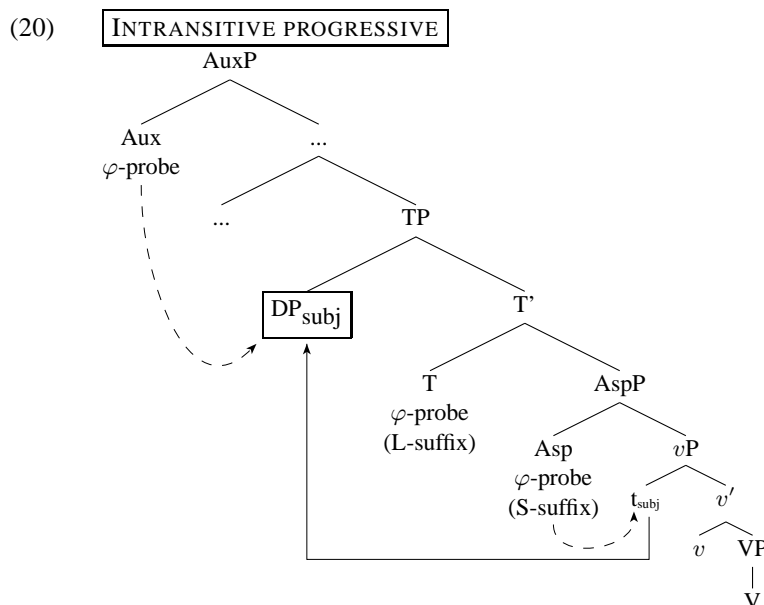 (20) INTRANSITIVE PROGRESSIVE
AuxP
Aux ...
φ-probe
... TP
DPsubj T’
T AspP
φ-probe
(L-suffix)
Asp vP
φ-probe
(S-suffix)
tsubj v′
v VP
V